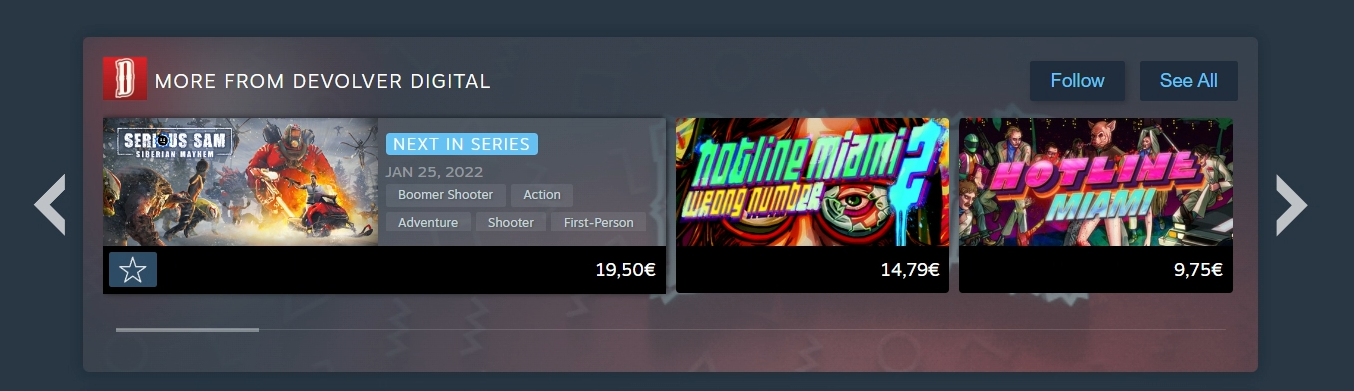 D MORE FROM DEVOLVER DIGITAL
Follow
See All
SERIOUS SAM
SIBERIAN MAYHEM
NEXT IN SERIES
JAN 25, 2022
Boomer Shooter
Action
Adventure
Shooter
First-Person
19,50€
hotline miami 2
wrong number
14,79€
HOTLINE
MIAMI
9,75€